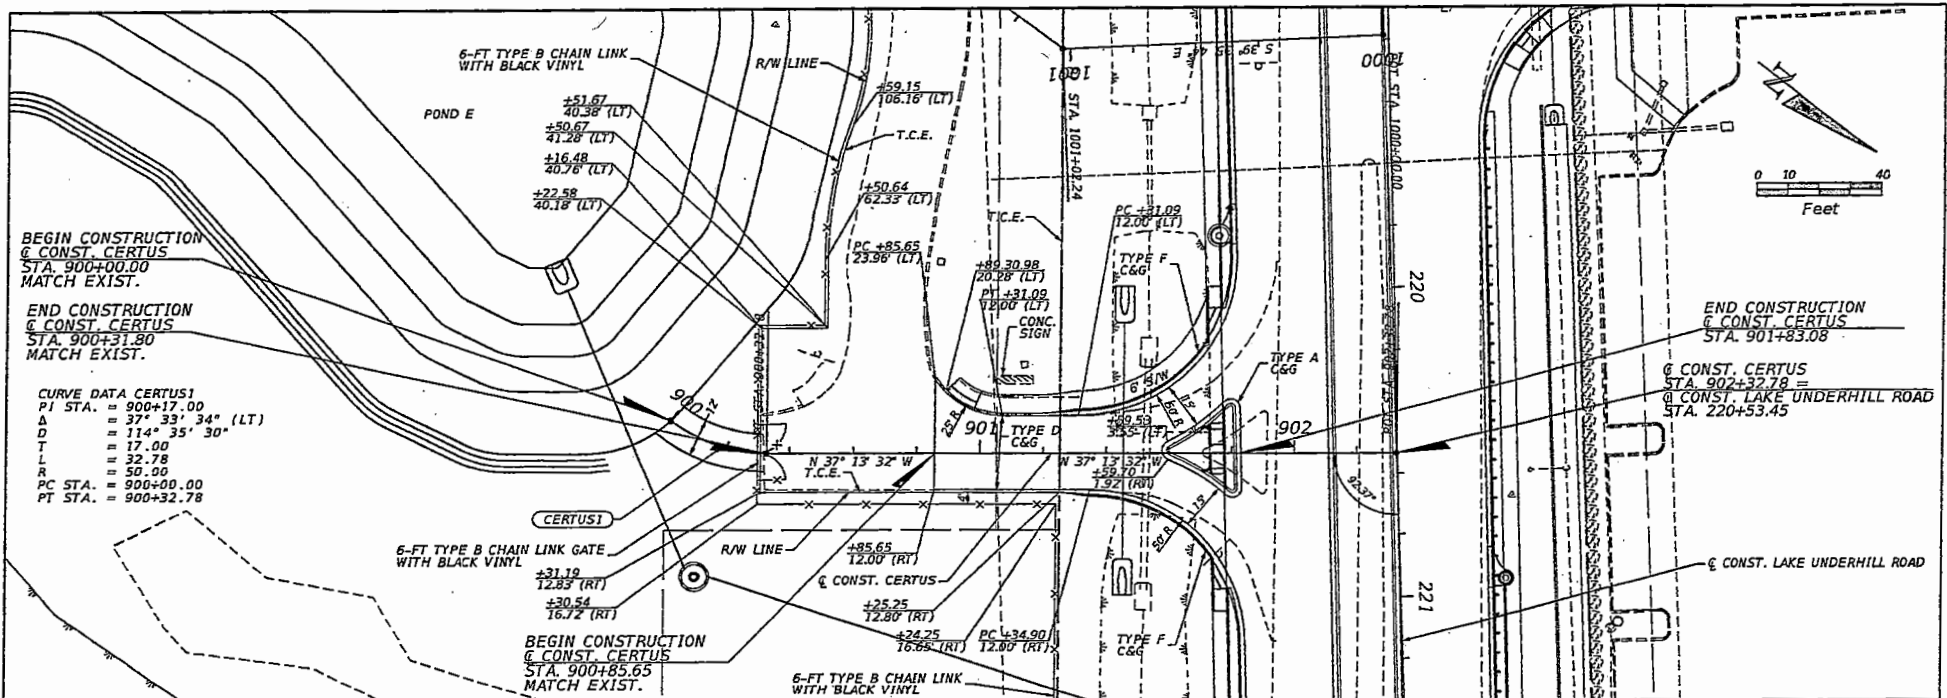 6-FT TYPE B CHAIN LINK
WITH BLACK VINYL
R/W LINE
+59.15
106.16' (LT)
+51.67
40.38' (LT)
+50.67
41.28' (LT)
+16.48
40.76' (LT)
+22.58
40.18' (LT)
POND E
T.C.E.
+50.64
62.33' (LT)
PC +85.65
23.96' (LT)
1001
STA. 1001+02.24
1000
T.C.E.
PC +31.09
12.00' (LT)
TYPE F
C&G
+89.30.98
20.28' (LT)
PT +31.09
12.00' (LT)
CONC.
SIGN
TYPE A
C&G
0 10 40
Feet
BEGIN CONSTRUCTION
℄ CONST. CERTUS
STA. 900+00.00
MATCH EXIST.
END CONSTRUCTION
℄ CONST. CERTUS
STA. 900+31.80
MATCH EXIST.
CURVE DATA CERTUS1
PI STA. = 900+17.00
Δ = 37° 33' 34" (LT)
D = 114° 35' 30"
T = 17.00
L = 32.78
R = 50.00
PC STA. = 900+00.00
PT STA. = 900+32.78
900
12'
25' R
901
TYPE D
C&G
6' S/W
50' R
15'
902
N 37° 13' 32" W
N 37° 13' 32" W
T.C.E.
+59.70
1.92' (RT)
50' R
15'
92.37°
220
221
END CONSTRUCTION
℄ CONST. CERTUS
STA. 901+83.08
℄ CONST. CERTUS
STA. 902+32.78 =
℄ CONST. LAKE UNDERHILL ROAD
STA. 220+53.45
℄ CONST. LAKE UNDERHILL ROAD
CERTUS1
6-FT TYPE B CHAIN LINK GATE
WITH BLACK VINYL
R/W LINE
+85.65
12.00' (RT)
+31.19
12.83' (RT)
+30.54
16.72' (RT)
℄ CONST. CERTUS
+25.25
12.80' (RT)
+24.25
16.65' (RT)
PC +34.90
12.00' (RT)
TYPE F
C&G
BEGIN CONSTRUCTION
℄ CONST. CERTUS
STA. 900+85.65
MATCH EXIST.
6-FT TYPE B CHAIN LINK
WITH BLACK VINYL